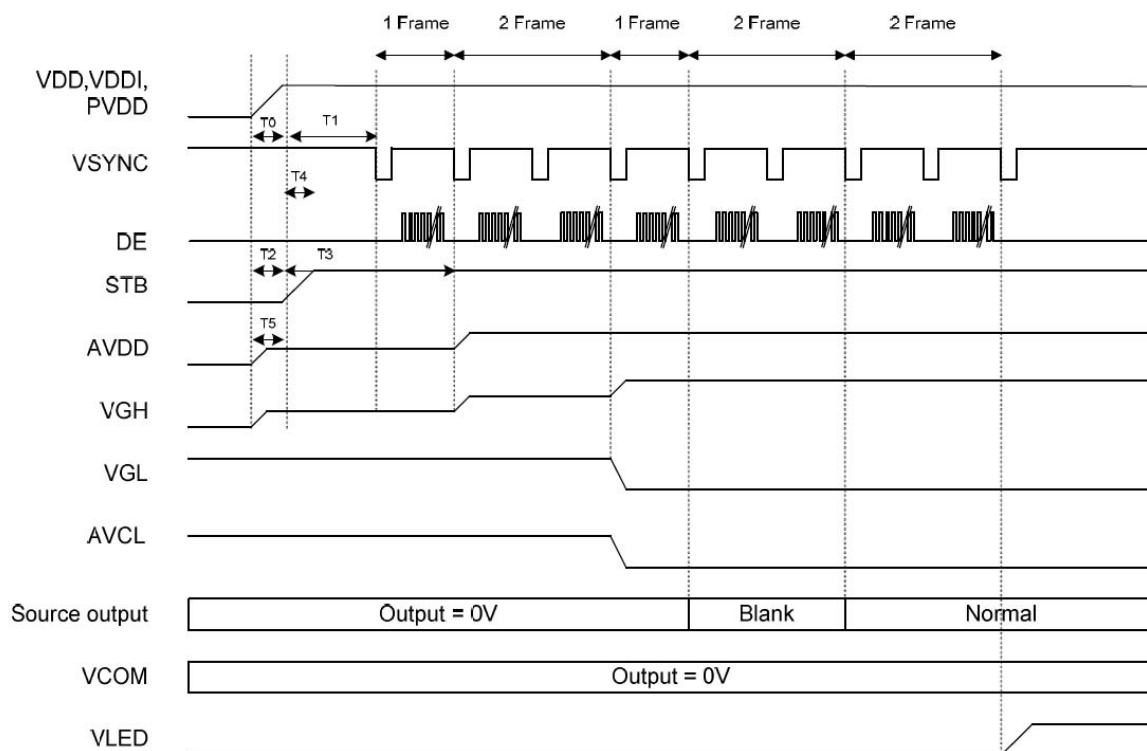 1 Frame 2 Frame 1 Frame 2 Frame 2 Frame
VDD,VDDI,
PVDD
T0 T1
VSYNC
T4
DE
T2 T3
STB
T5
AVDD
VGH
VGL
AVCL
Source output Output = 0V Blank Normal
VCOM Output = 0V
VLED